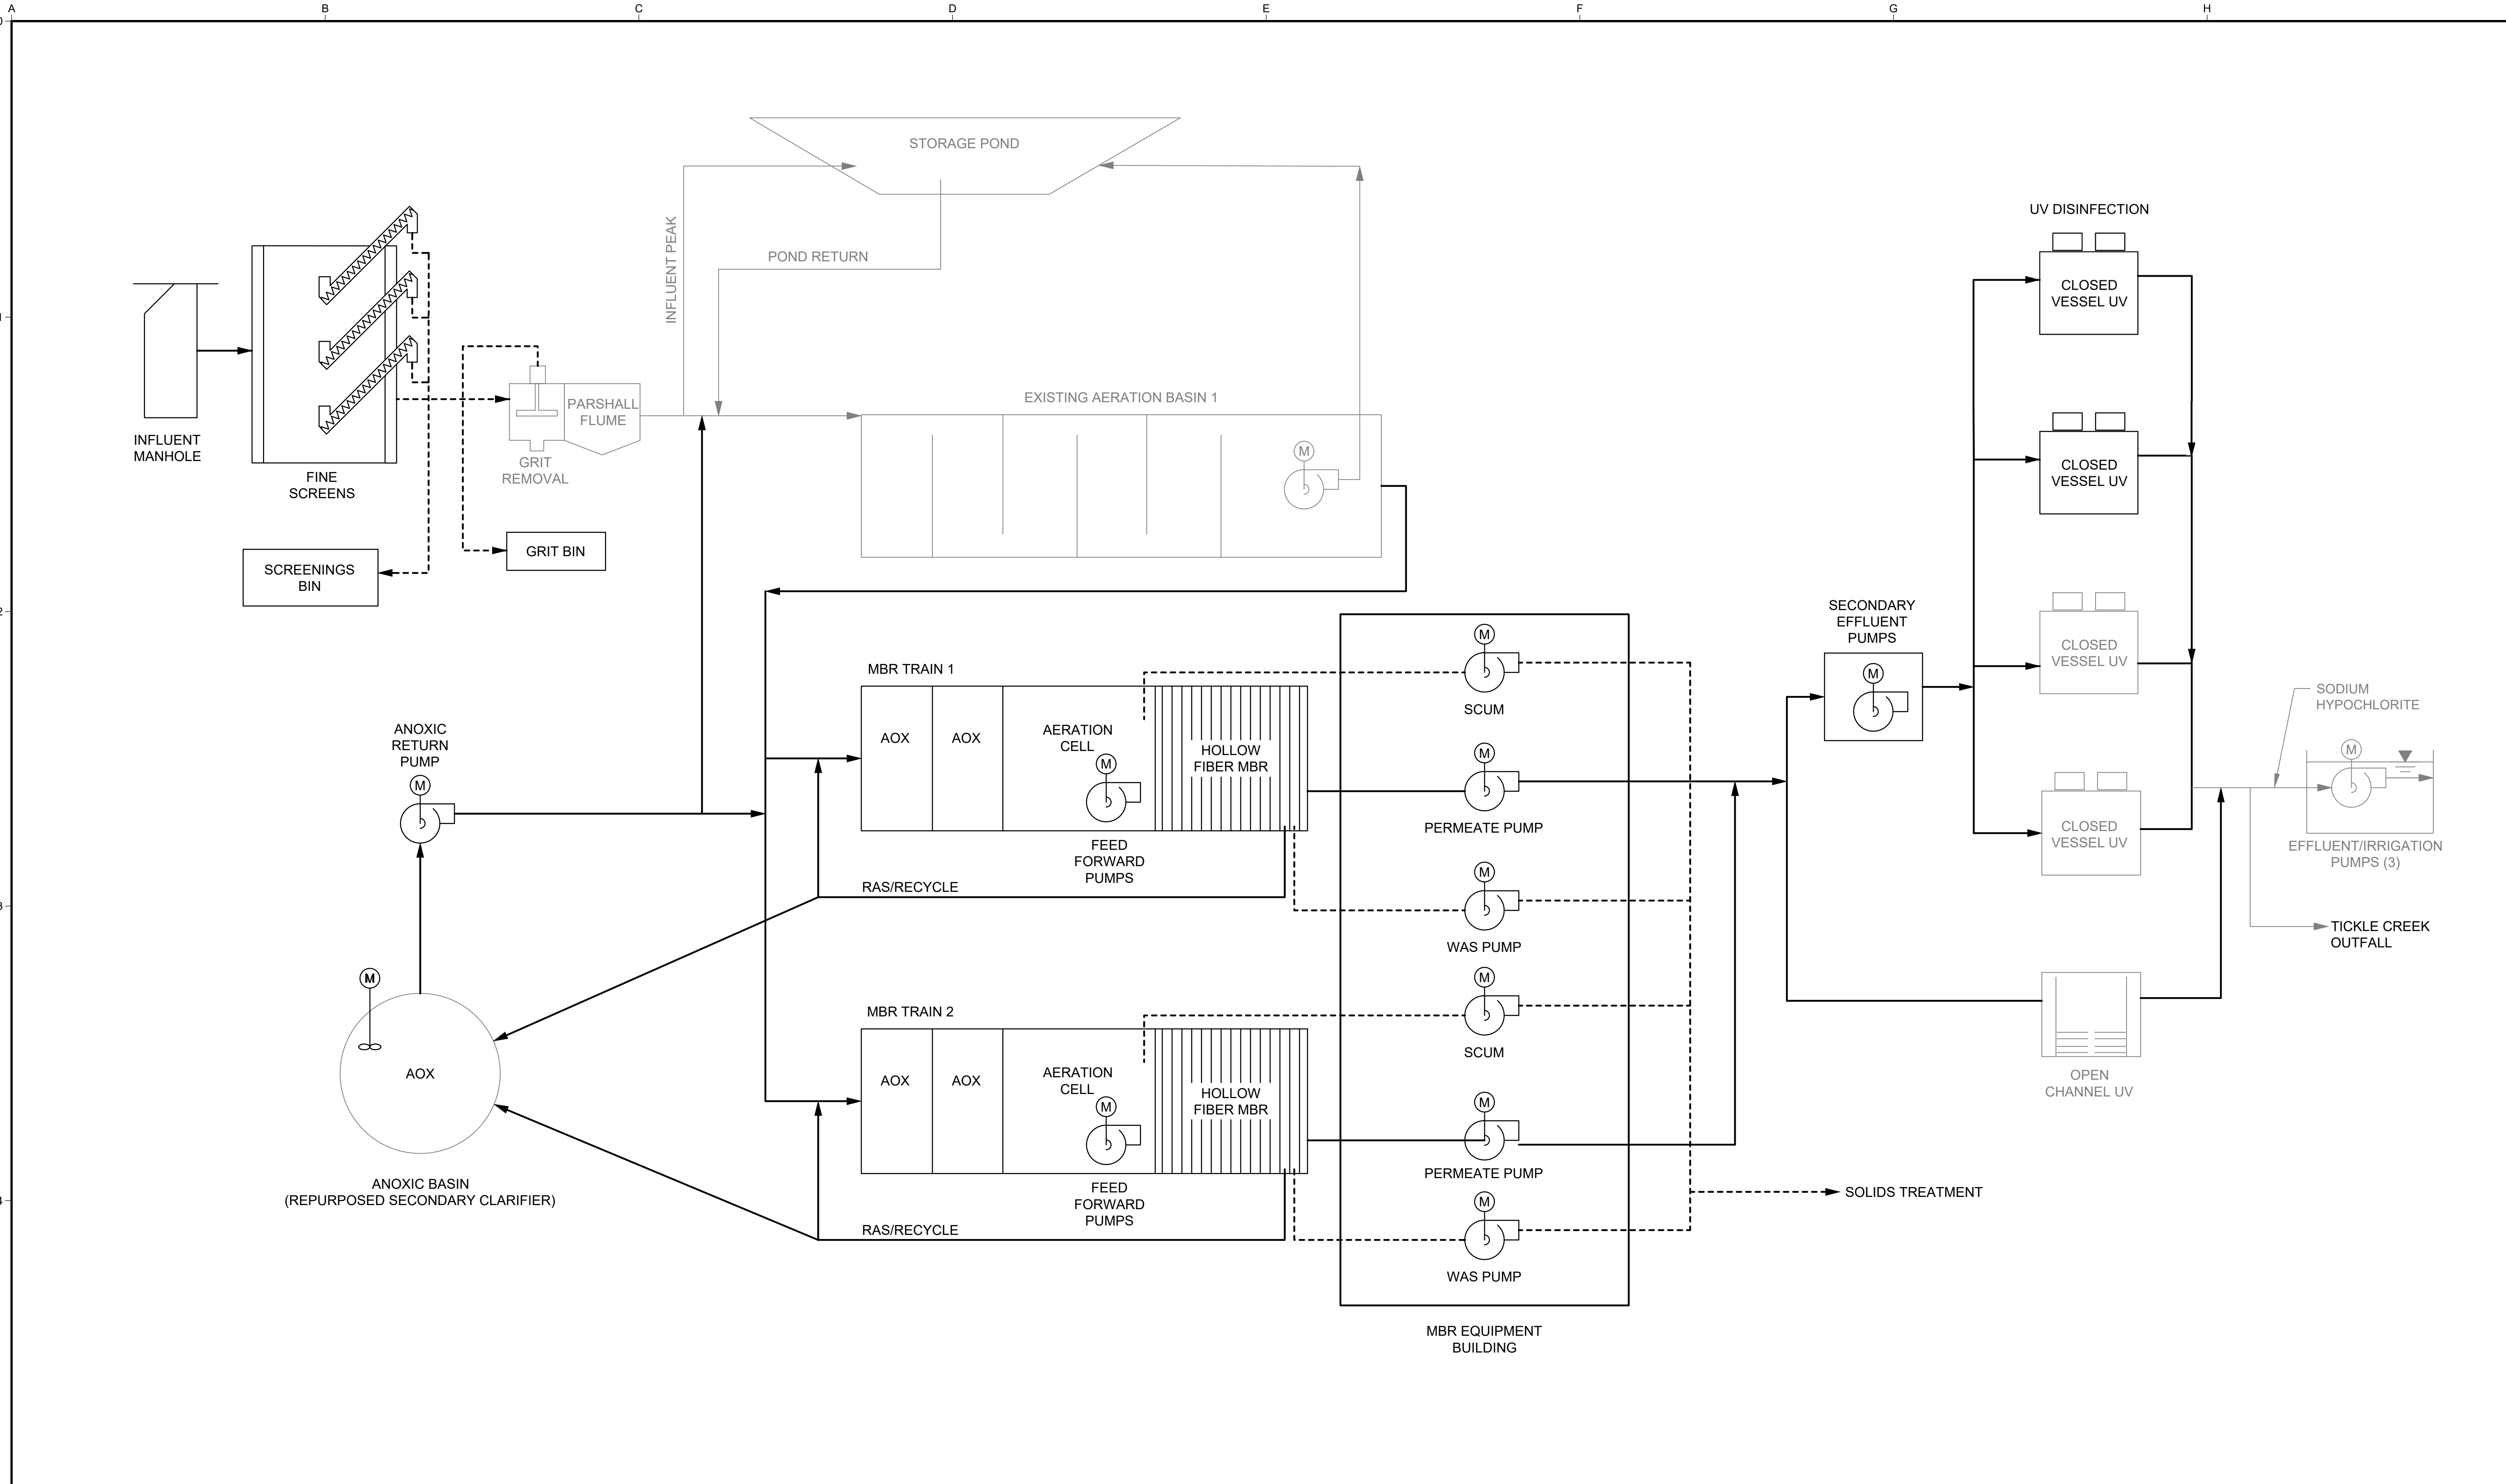 A B C D E F G H
0
1
2
3
4
STORAGE POND
INFLUENT PEAK
POND RETURN
INFLUENT
MANHOLE
FINE
SCREENS
SCREENINGS
BIN
PARSHALL
FLUME
GRIT
REMOVAL
GRIT BIN
EXISTING AERATION BASIN 1
M
ANOXIC
RETURN
PUMP
M
M
AOX
ANOXIC BASIN
(REPURPOSED SECONDARY CLARIFIER)
MBR TRAIN 1
AOX
AOX
AERATION
CELL
M
HOLLOW
FIBER MBR
FEED
FORWARD
PUMPS
RAS/RECYCLE
MBR TRAIN 2
AOX
AOX
AERATION
CELL
M
HOLLOW
FIBER MBR
FEED
FORWARD
PUMPS
RAS/RECYCLE
M
SCUM
M
PERMEATE PUMP
M
WAS PUMP
M
SCUM
M
PERMEATE PUMP
M
WAS PUMP
MBR EQUIPMENT
BUILDING
SOLIDS TREATMENT
SECONDARY
EFFLUENT
PUMPS
M
UV DISINFECTION
CLOSED
VESSEL UV
CLOSED
VESSEL UV
CLOSED
VESSEL UV
CLOSED
VESSEL UV
OPEN
CHANNEL UV
SODIUM
HYPOCHLORITE
M
EFFLUENT/IRRIGATION
PUMPS (3)
TICKLE CREEK
OUTFALL